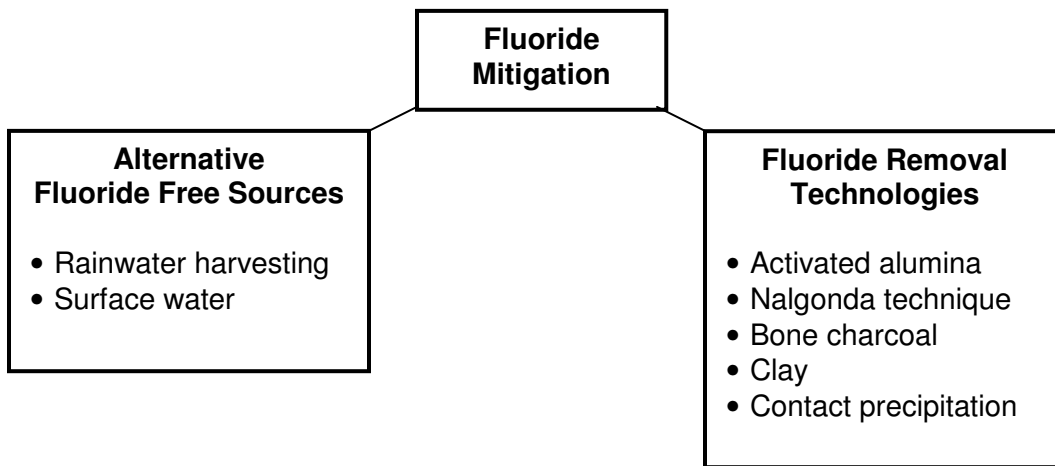 Fluoride
Mitigation
Alternative
Fluoride Free Sources
• Rainwater harvesting
• Surface water
Fluoride Removal
Technologies
• Activated alumina
• Nalgonda technique
• Bone charcoal
• Clay
• Contact precipitation